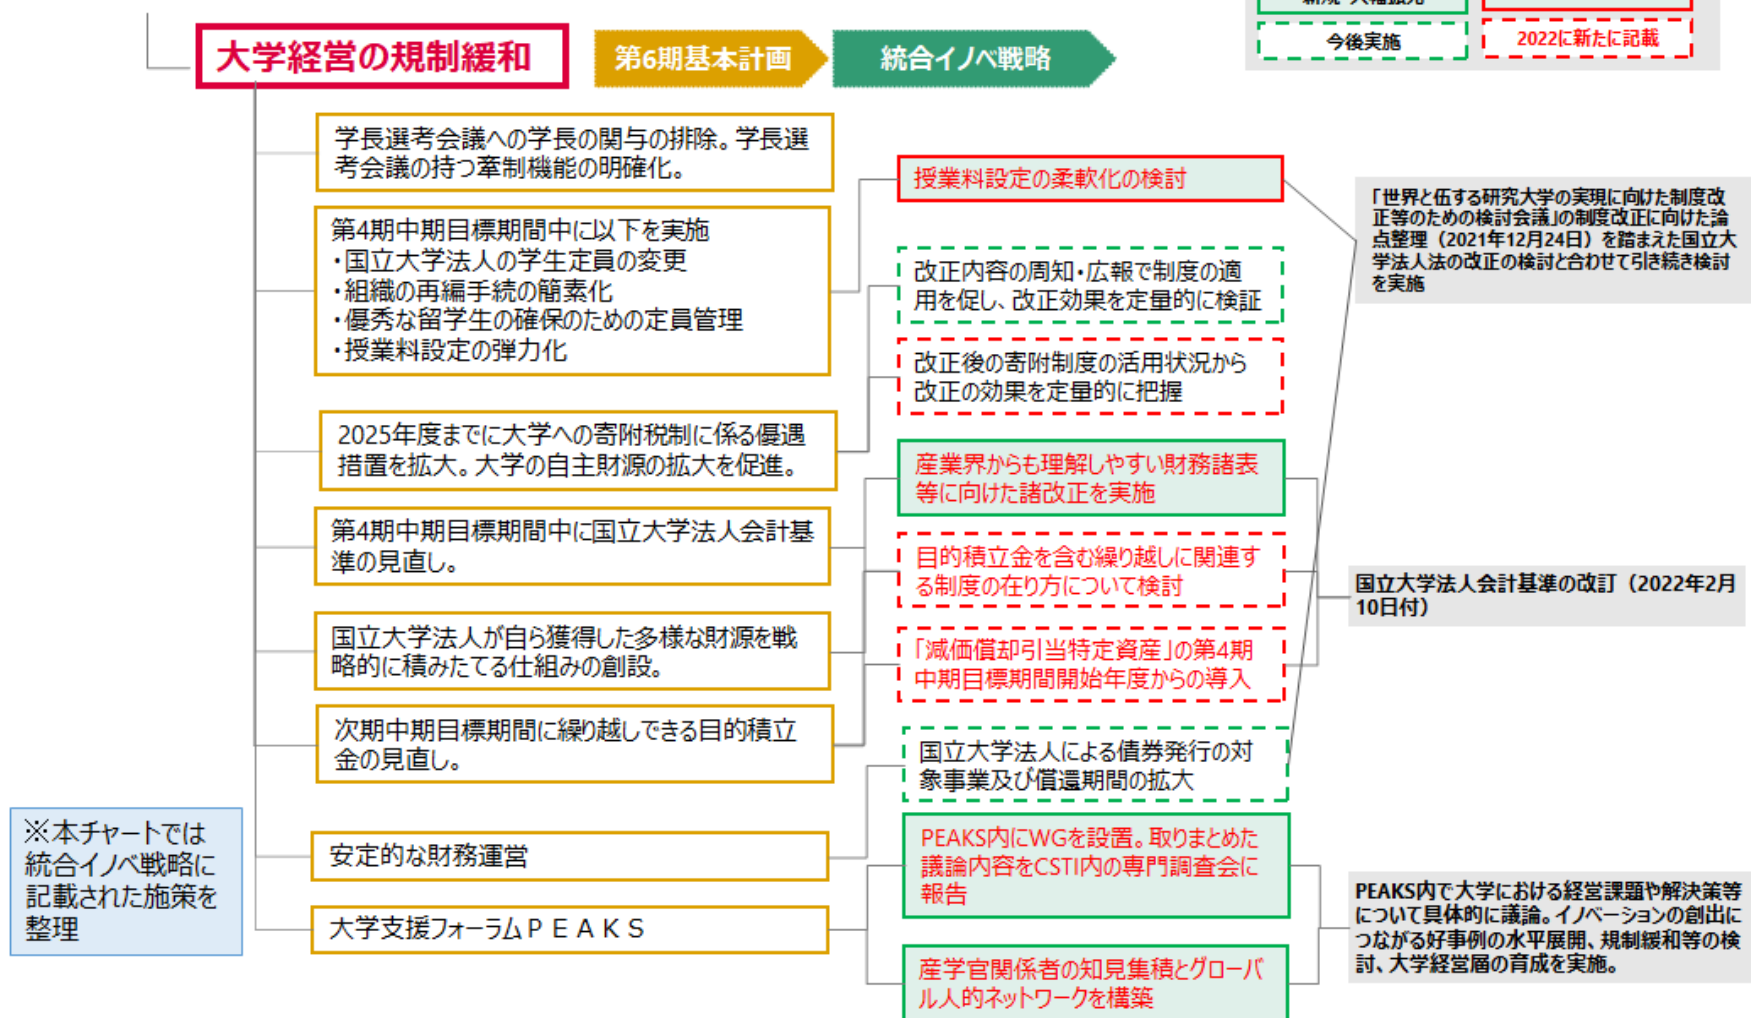 大学経営の規制緩和
第6期基本計画
統合イノベ戦略
今後実施
2022に新たに記載
学長選考会議への学長の関与の排除。学長選
考会議の持つ牽制機能の明確化。
第4期中期目標期間中に以下を実施
・国立大学法人の学生定員の変更
・組織の再編手続の簡素化
・優秀な留学生の確保のための定員管理
・授業料設定の弾力化
2025年度までに大学への寄附税制に係る優遇
措置を拡大。大学の自主財源の拡大を促進。
第4期中期目標期間中に国立大学法人会計基
準の見直し。
国立大学法人が自ら獲得した多様な財源を戦
略的に積みたてる仕組みの創設。
次期中期目標期間に繰り越しできる目的積立
金の見直し。
安定的な財務運営
大学支援フォーラムＰＥＡＫＳ
授業料設定の柔軟化の検討
改正内容の周知・広報で制度の適
用を促し、改正効果を定量的に検証
改正後の寄附制度の活用状況から
改正の効果を定量的に把握
産業界からも理解しやすい財務諸表
等に向けた諸改正を実施
目的積立金を含む繰り越しに関連す
る制度の在り方について検討
「減価償却引当特定資産」の第4期
中期目標期間開始年度からの導入
国立大学法人による債券発行の対
象事業及び償還期間の拡大
PEAKS内にWGを設置。取りまとめた
議論内容をCSTI内の専門調査会に
報告
産学官関係者の知見集積とグローバ
ル人的ネットワークを構築
「世界と伍する研究大学の実現に向けた制度改
正等のための検討会議」の制度改正に向けた論
点整理（2021年12月24日）を踏まえた国立大
学法人法の改正の検討と合わせて引き続き検討
を実施
国立大学法人会計基準の改訂（2022年2月
10日付）
PEAKS内で大学における経営課題や解決策等
について具体的に議論。イノベーションの創出に
つながる好事例の水平展開、規制緩和等の検
討、大学経営層の育成を実施。
※本チャートでは
統合イノベ戦略に
記載された施策を
整理